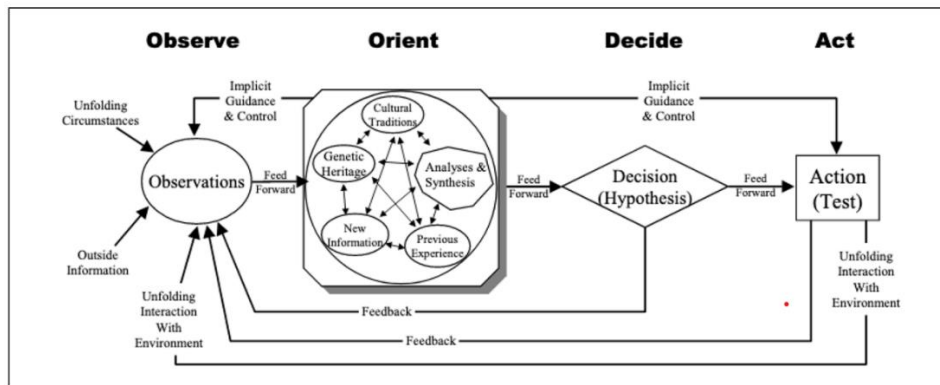 Observe
Orient
Decide
Act
Implicit
Guidance
& Control
Implicit
Guidance
& Control
Unfolding
Circumstances
Cultural
Traditions
Genetic
Heritage
Analyses &
Synthesis
Observations
Feed
Forward
Feed
Forward
Decision
(Hypothesis)
Feed
Forward
Action
(Test)
New
Information
Previous
Experience
Outside
Information
Unfolding
Interaction
With
Environment
Unfolding
Interaction
With
Environment
Feedback
Feedback